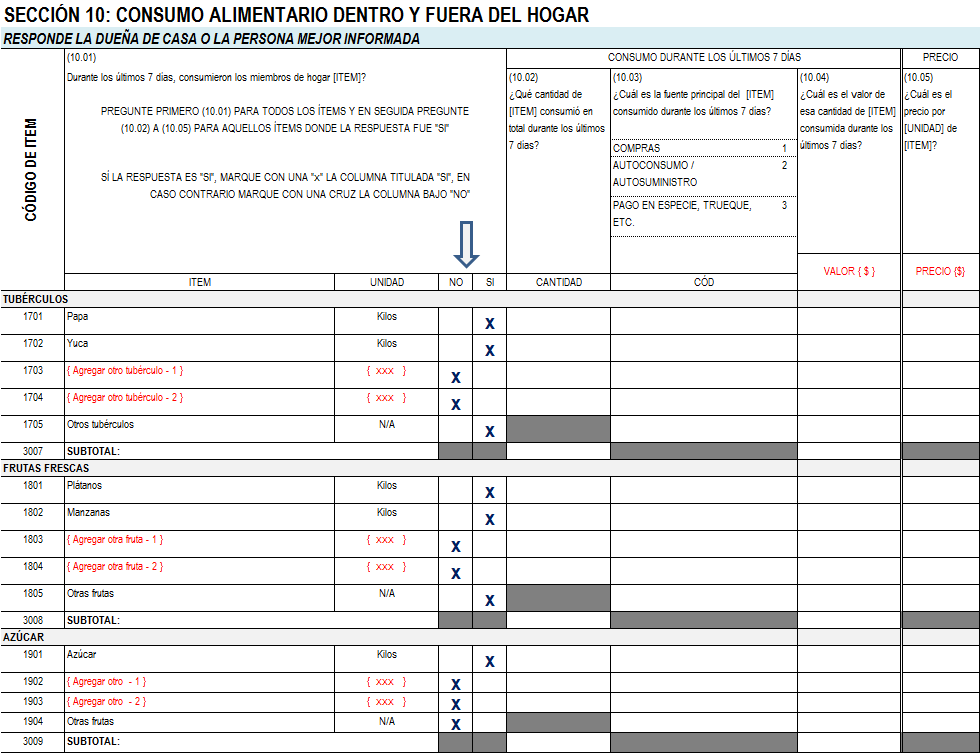 SECCIÓN 10: CONSUMO ALIMENTARIO DENTRO Y FUERA DEL HOGAR
RESPONDE LA DUEÑA DE CASA O LA PERSONA MEJOR INFORMADA
CÓDIGO DE ITEM
(10.01)
Durante los últimos 7 días, consumieron los miembros de hogar [ITEM]?
PREGUNTE PRIMERO (10.01) PARA TODOS LOS ÍTEMS Y EN SEGUIDA PREGUNTE
(10.02) A (10.05) PARA AQUELLOS ÍTEMS DONDE LA RESPUESTA FUE "SI"
SÍ LA RESPUESTA ES "SI", MARQUE CON UNA "x" LA COLUMNA TITULADA "SI", EN
CASO CONTRARIO MARQUE CON UNA CRUZ LA COLUMNA BAJO "NO"
CONSUMO DURANTE LOS ÚLTIMOS 7 DÍAS
PRECIO
(10.02)
¿Qué cantidad de
[ITEM] consumió en
total durante los últimos
7 días?
(10.03)
¿Cuál es la fuente principal del [ITEM]
consumido durante los últimos 7 días?
COMPRAS 1
AUTOCONSUMO / 2
AUTOSUMINISTRO
PAGO EN ESPECIE, TRUEQUE, 3
ETC.
(10.04)
¿Cuál es el valor de
esa cantidad de [ITEM]
consumida durante los
últimos 7 días?
(10.05)
¿Cuál es el
precio por
[UNIDAD] de
[ITEM]?
VALOR { $ } PRECIO {$}
ITEM UNIDAD NO SI CANTIDAD CÓD
TUBÉRCULOS
1701 Papa Kilos X
1702 Yuca Kilos X
1703 { Agregar otro tubérculo - 1 } { xxx } X
1704 { Agregar otro tubérculo - 2 } { xxx } X
1705 Otros tubérculos N/A X
3007 SUBTOTAL:
FRUTAS FRESCAS
1801 Plátanos Kilos X
1802 Manzanas Kilos X
1803 { Agregar otra fruta - 1 } { xxx } X
1804 { Agregar otra fruta - 2 } { xxx } X
1805 Otras frutas N/A X
3008 SUBTOTAL:
AZÚCAR
1901 Azúcar Kilos X
1902 { Agregar otro - 1 } { xxx } X
1903 { Agregar otro - 2 } { xxx } X
1904 Otras frutas N/A X
3009 SUBTOTAL: